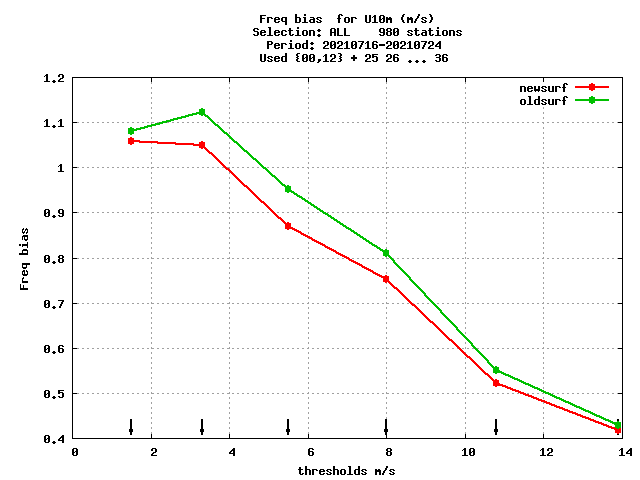 Freq bias  for U10m (m/s)
Selection: ALL    980 stations
Period: 20210716-20210724
Used {00,12} + 25 26 ... 36
newsurf
oldsurf
1.2
1.1
1
0.9
0.8
0.7
0.6
0.5
0.4
Freq bias
0 2 4 6 8 10 12 14
thresholds m/s